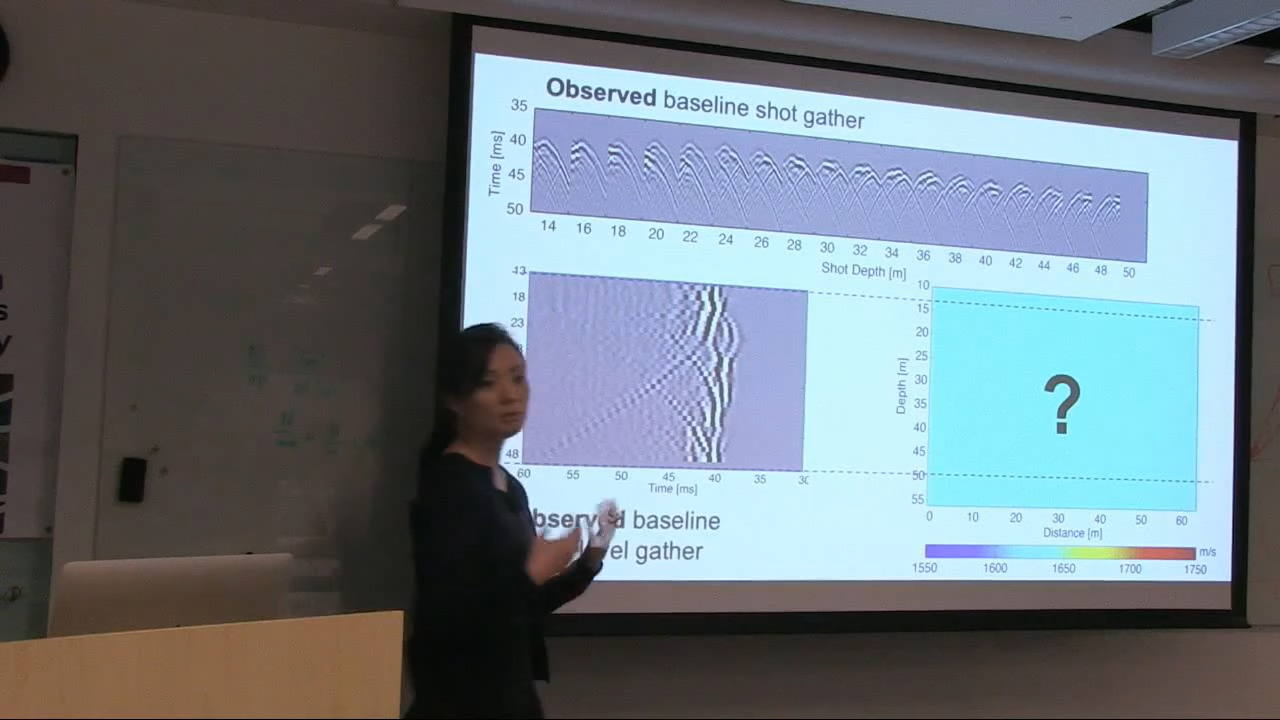 Observed baseline shot gather
35
40
45
50
Time [ms]
14 16 18 20 22 24 26 28 30 32 34 36 38 40 42 44 46 48 50
Shot Depth [m]
13
18
23
48
60 55 50 45 40 35
Time [ms]
baseline
gather
10
15
20
25
30
35
40
45
50
55
Depth [m]
?
0 10 20 30 40 50 60
Distance [m]
m/s
1550 1600 1650 1700 1750